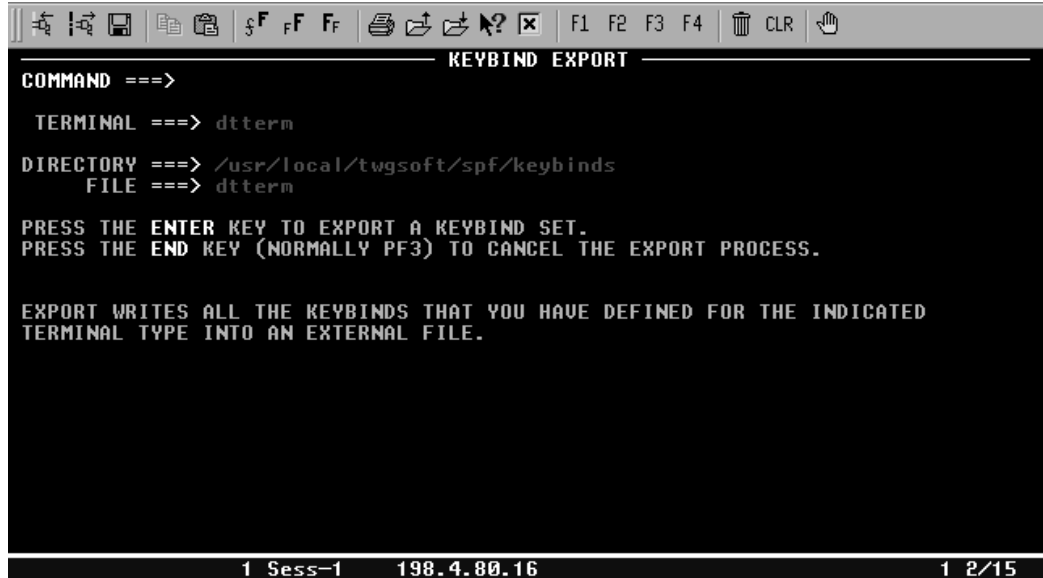 F1 F2 F3 F4 CLR
KEYBIND EXPORT
COMMAND ===>
TERMINAL ===> dtterm
DIRECTORY ===> /usr/local/twgsoft/spf/keybinds
FILE ===> dtterm
PRESS THE ENTER KEY TO EXPORT A KEYBIND SET.
PRESS THE END KEY (NORMALLY PF3) TO CANCEL THE EXPORT PROCESS.
EXPORT WRITES ALL THE KEYBINDS THAT YOU HAVE DEFINED FOR THE INDICATED
TERMINAL TYPE INTO AN EXTERNAL FILE.
1 Sess-1 198.4.80.16 1 2/15